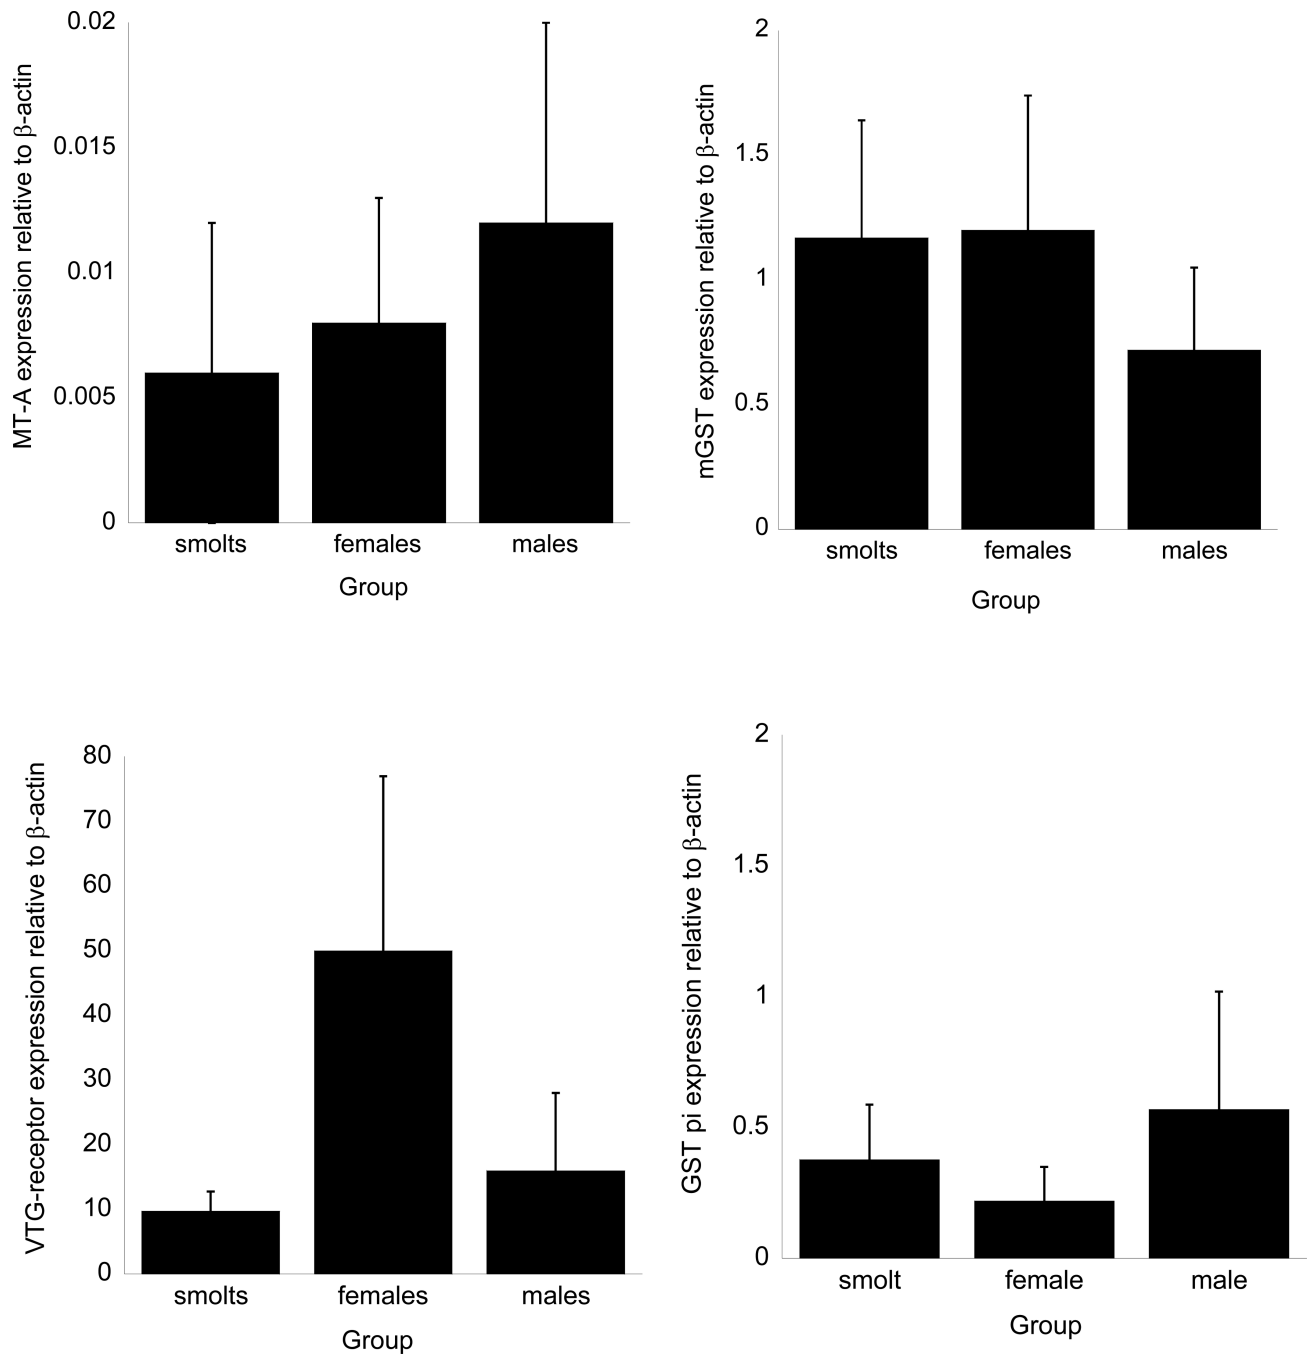 MT-A expression relative to β-actin
0.02
0.015
0.01
0.005
0
smolts females males
Group
mGST expression relative to β-actin
2
1.5
1
0.5
0
smolts females males
Group
VTG-receptor expression relative to β-actin
80
70
60
50
40
30
20
10
0
smolts females males
Group
GST pi expression relative to β-actin
2
1.5
1
0.5
0
smolt female male
Group